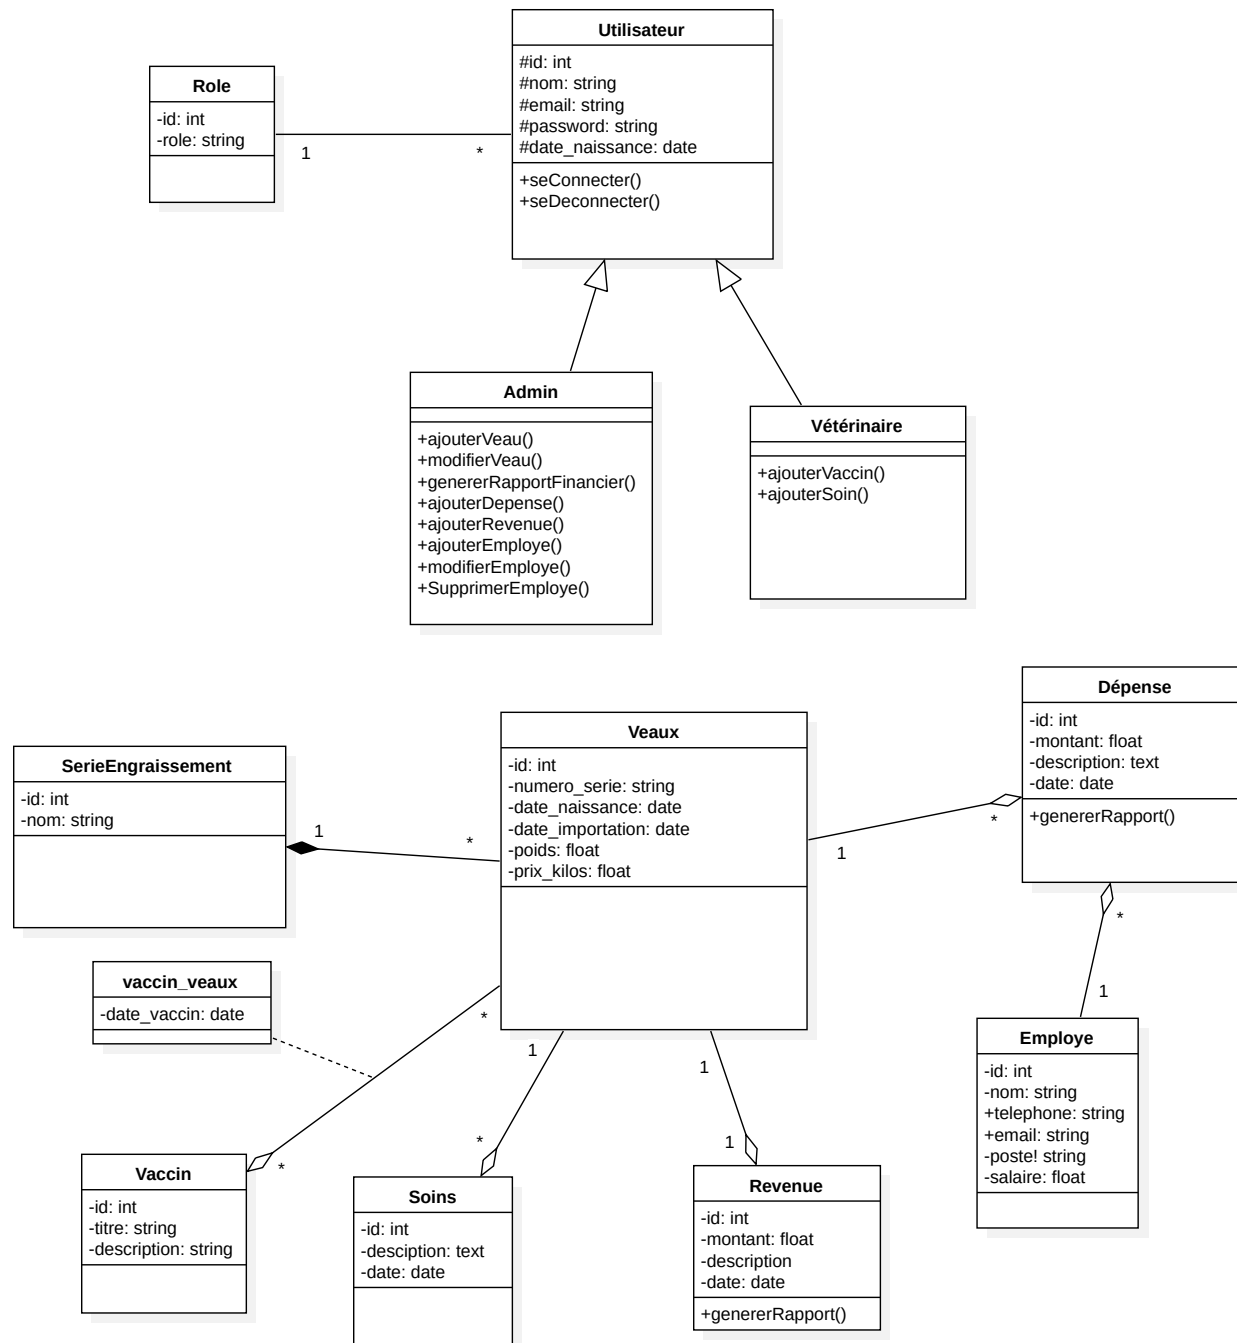 Utilisateur
#id: int
#nom: string
#email: string
#password: string
#date_naissance: date
+seConnecter()
+seDeconnecter()
Role
-id: int
-role: string
1
*
Admin
+ajouterVeau()
+modifierVeau()
+genererRapportFinancier()
+ajouterDepense()
+ajouterRevenue()
+ajouterEmploye()
+modifierEmploye()
+SupprimerEmploye()
Vétérinaire
+ajouterVaccin()
+ajouterSoin()
Dépense
-id: int
-montant: float
-description: text
-date: date
+genererRapport()
Veaux
-id: int
-numero_serie: string
-date_naissance: date
-date_importation: date
-poids: float
-prix_kilos: float
SerieEngraissement
-id: int
-nom: string
1
*
1
*
*
1
vaccin_veaux
-date_vaccin: date
*
*
1
*
1
1
Employe
-id: int
-nom: string
+telephone: string
+email: string
-poste! string
-salaire: float
Vaccin
-id: int
-titre: string
-description: string
Soins
-id: int
-desciption: text
-date: date
Revenue
-id: int
-montant: float
-description
-date: date
+genererRapport()